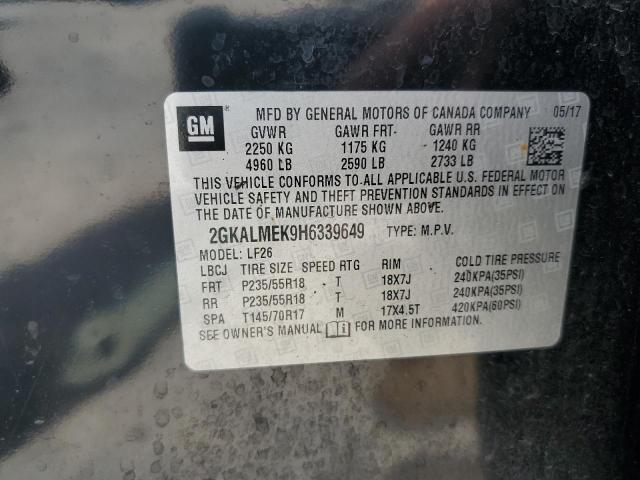 GM ® MFD BY GENERAL MOTORS OF CANADA COMPANY 05/17
GVWR GAWR FRT- GAWR RR
2250 KG 1175 KG 1240 KG
4960 LB 2590 LB 2733 LB
THIS VEHICLE CONFORMS TO ALL APPLICABLE U.S. FEDERAL MOTOR
VEHICLE SAFETY AND THEFT PREVENTION STANDARDS IN EFFECT ON
THE DATE OF MANUFACTURE SHOWN ABOVE.
2GKALMEK9H6339649 TYPE: M.P.V.
MODEL: LF26
LBCJ TIRE SIZE SPEED RTG RIM COLD TIRE PRESSURE
FRT P235/55R18 T 18X7J 240KPA(35PSI)
RR P235/55R18 T 18X7J 240KPA(35PSI)
SPA T145/70R17 M 17X4.5T 420KPA(60PSI)
SEE OWNER'S MANUAL FOR MORE INFORMATION.